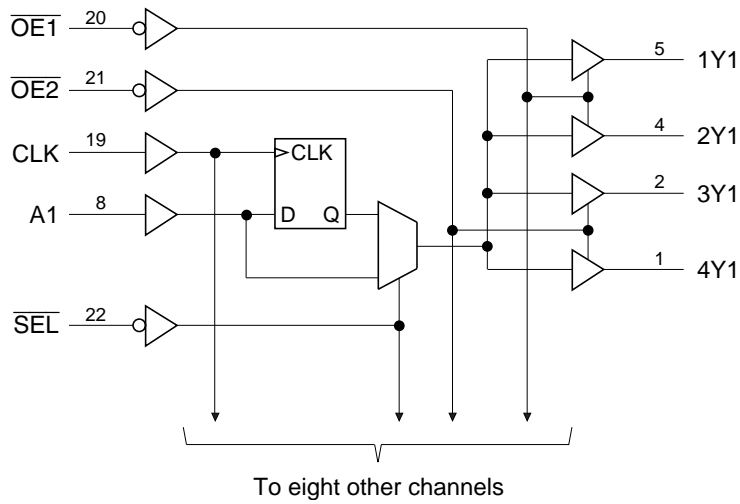 OE1 20
5 1Y1
OE2 21
4 2Y1
CLK 19
CLK
A1 8
D Q
2 3Y1
1 4Y1
SEL 22
To eight other channels